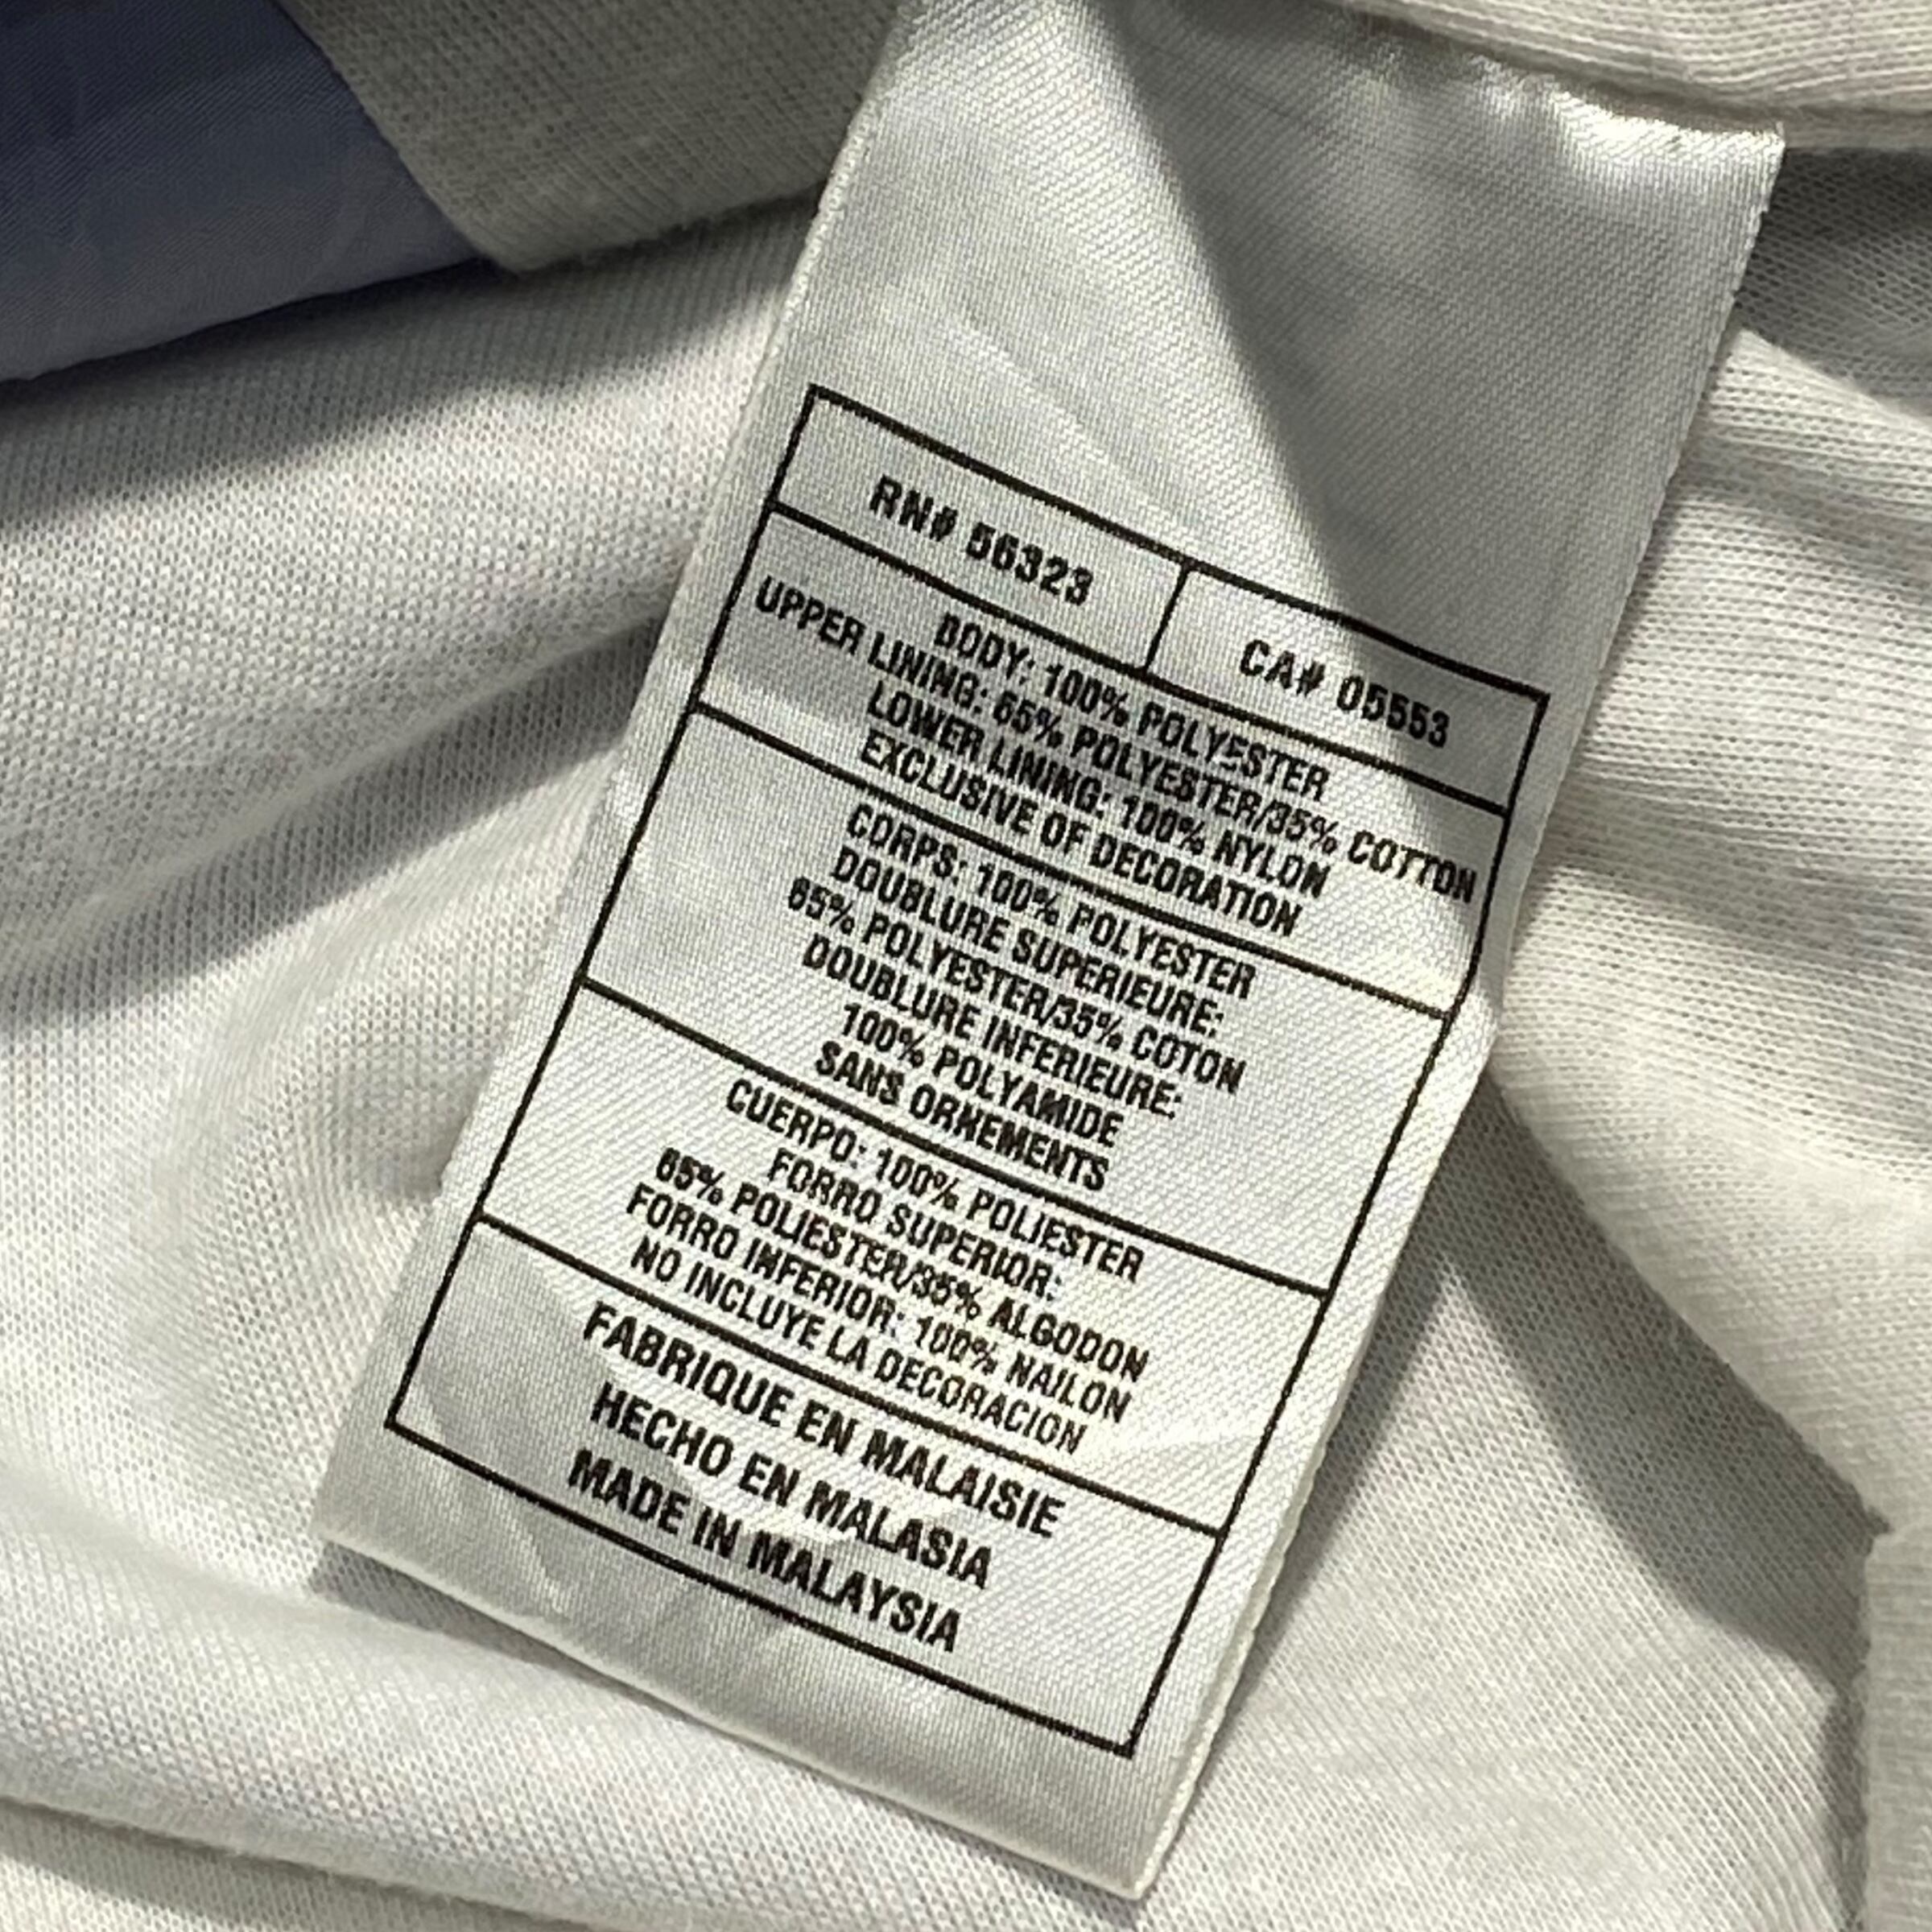 RN# 56323
CA# 05553
BODY: 100% POLYESTER
UPPER LINING: 65% POLYESTER/35% COTTON
LOWER LINING: 100% NYLON
EXCLUSIVE OF DECORATION
CORPS: 100% POLYESTER
DOUBLURE SUPERIEURE:
65% POLYESTER/35% COTON
DOUBLURE INFERIEURE:
100% POLYAMIDE
SANS ORNEMENTS
CUERPO: 100% POLIESTER
FORRO SUPERIOR:
65% POLIESTER/35% ALGODON
FORRO INFERIOR: 100% NAILON
NO INCLUYE LA DECORACION
FABRIQUE EN MALAISIE
HECHO EN MALASIA
MADE IN MALAYSIA